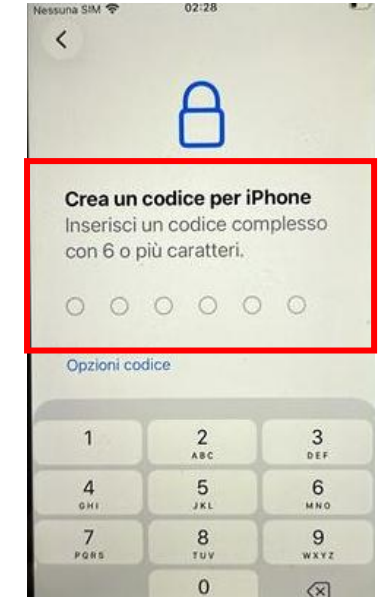 Nessuna SIM 02:28
Crea un codice per iPhone
Inserisci un codice complesso
con 6 o più caratteri.
Opzioni codice
1 2 3
ABC DEF
4 5 6
GHI JKL MNO
7 8 9
PQRS TUV WXYZ
0